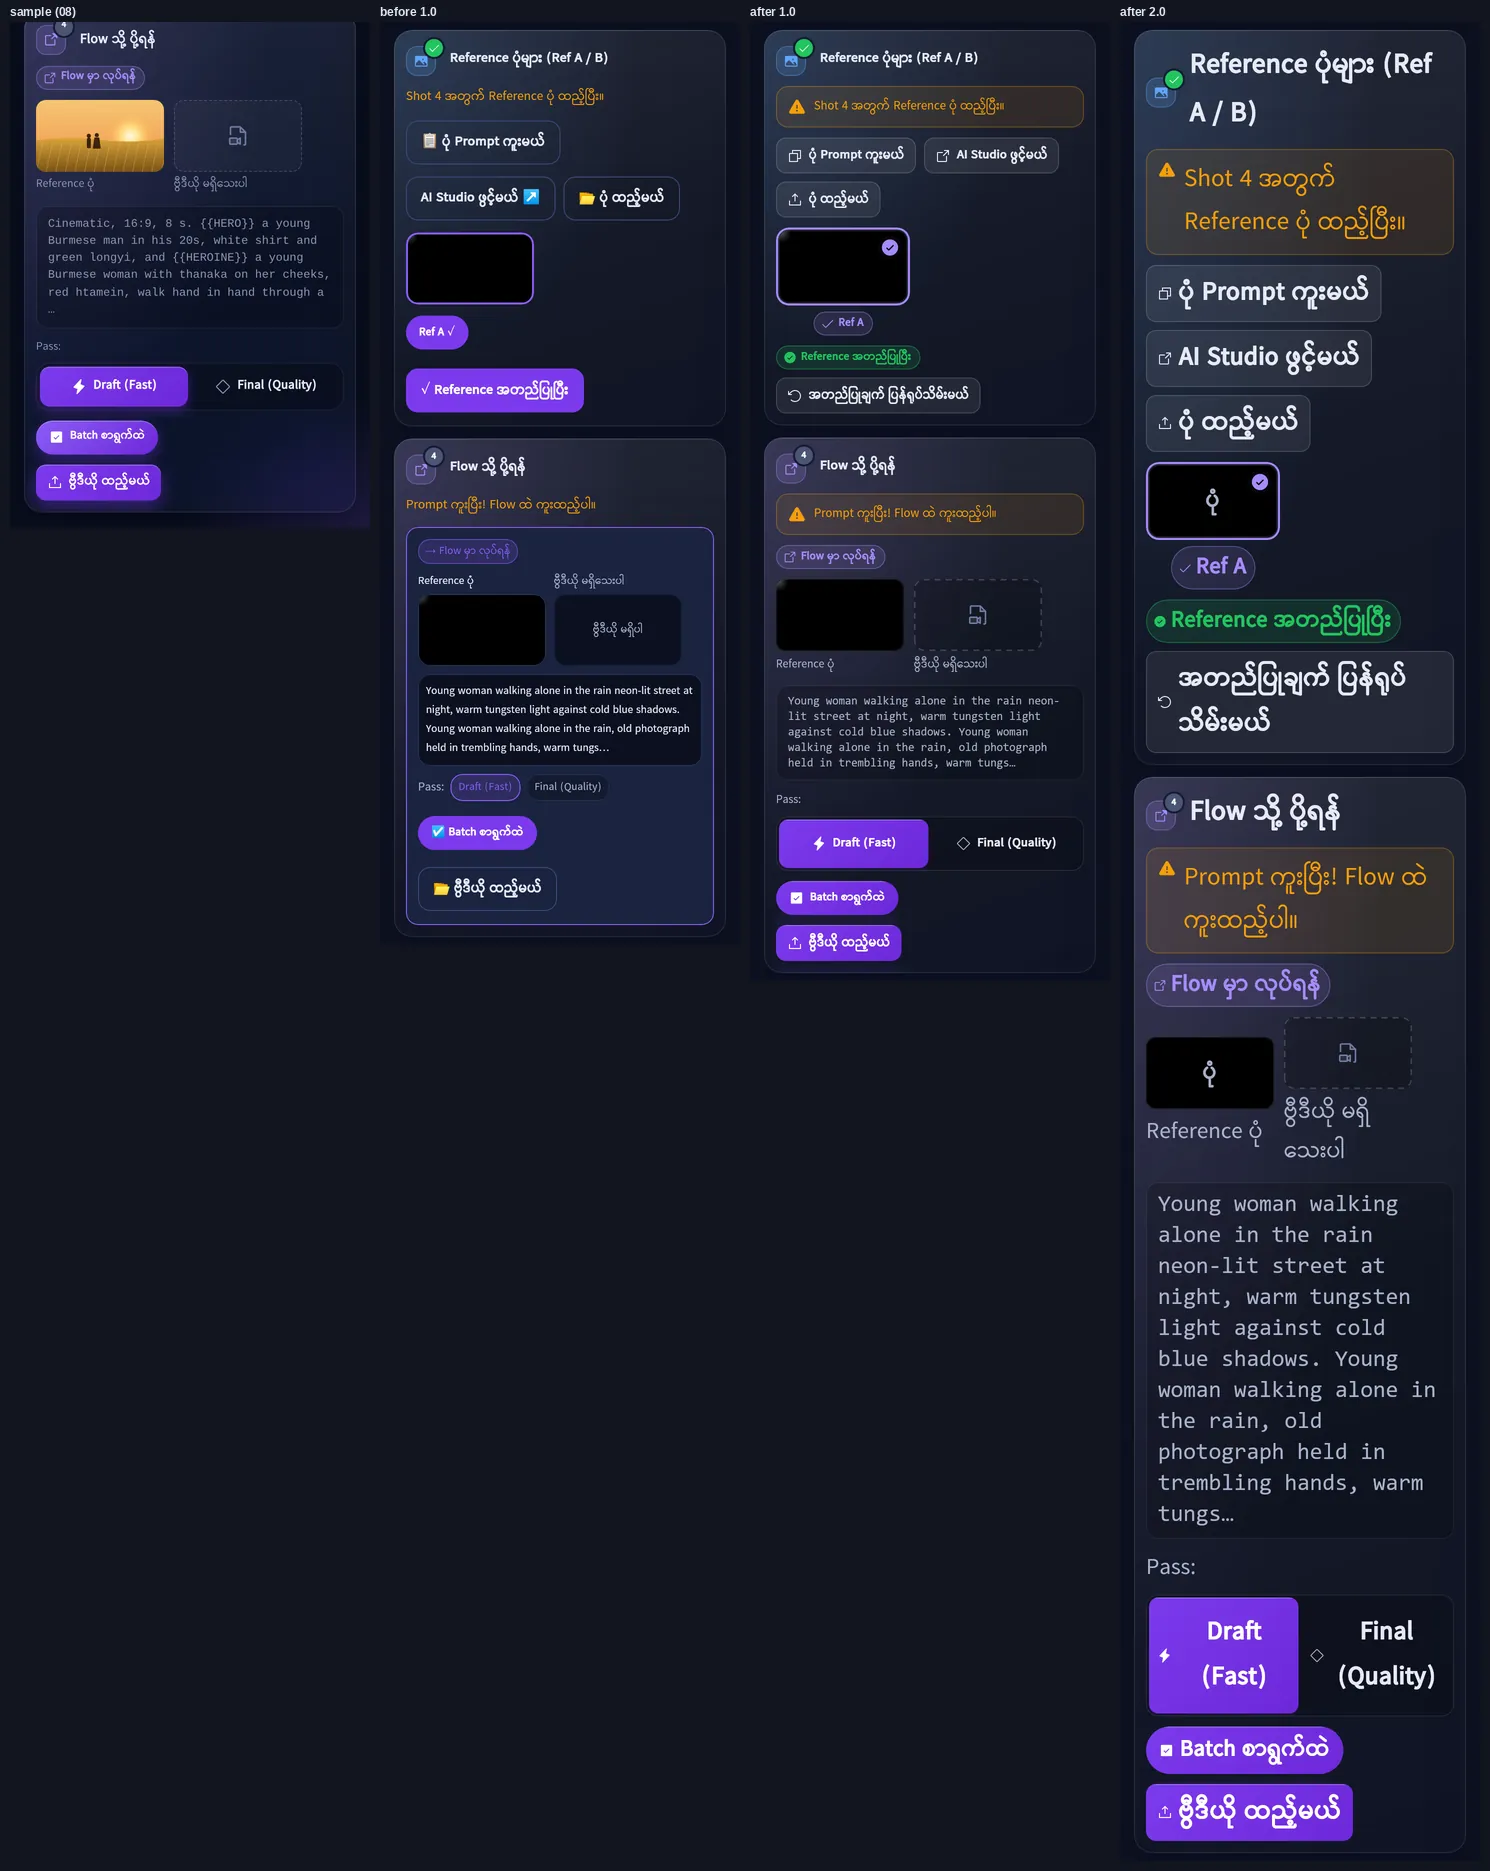 sample (08)
4
Flow သို့ ပို့ရန်
Flow မှာ လုပ်ရန်
Reference ပုံ
ဗီဒီယို မရှိသေးပါ
Cinematic, 16:9, 8 s. {{HERO}} a young
Burmese man in his 20s, white shirt and
green longyi, and {{HEROINE}} a young
Burmese woman with thanaka on her cheeks,
red htamein, walk hand in hand through a
…
Pass:
Draft (Fast)
Final (Quality)
Batch စာရွက်ထဲ
ဗွီဒီယို ထည့်မယ်
before 1.0
Reference ပုံများ (Ref A / B)
Shot 4 အတွက် Reference ပုံ ထည့်ပြီး။
ပုံ Prompt ကူးမယ်
AI Studio ဖွင့်မယ်
ပုံ ထည့်မယ်
Ref A ✓
✓ Reference အတည်ပြုပြီး
4
Flow သို့ ပို့ရန်
Prompt ကူးပြီး! Flow ထဲ ကူးထည့်ပါ။
→ Flow မှာ လုပ်ရန်
Reference ပုံ
ဗီဒီယို မရှိသေးပါ
ဗီဒီယို မရှိပါ
Young woman walking alone in the rain neon-lit street at
night, warm tungsten light against cold blue shadows.
Young woman walking alone in the rain, old photograph
held in trembling hands, warm tungs…
Pass:
Draft (Fast)
Final (Quality)
Batch စာရွက်ထဲ
ဗွီဒီယို ထည့်မယ်
after 1.0
Reference ပုံများ (Ref A / B)
Shot 4 အတွက် Reference ပုံ ထည့်ပြီး။
ပုံ Prompt ကူးမယ်
AI Studio ဖွင့်မယ်
ပုံ ထည့်မယ်
Ref A
Reference အတည်ပြုပြီး
အတည်ပြုချက် ပြန်ရုပ်သိမ်းမယ်
4
Flow သို့ ပို့ရန်
Prompt ကူးပြီး! Flow ထဲ ကူးထည့်ပါ။
Flow မှာ လုပ်ရန်
Reference ပုံ
ဗီဒီယို မရှိသေးပါ
Young woman walking alone in the rain neon-
lit street at night, warm tungsten light
against cold blue shadows. Young woman
walking alone in the rain, old photograph
held in trembling hands, warm tungs…
Pass:
Draft (Fast)
Final (Quality)
Batch စာရွက်ထဲ
ဗွီဒီယို ထည့်မယ်
after 2.0
Reference ပုံများ (Ref
A / B)
Shot 4 အတွက်
Reference ပုံ ထည့်ပြီး။
ပုံ Prompt ကူးမယ်
AI Studio ဖွင့်မယ်
ပုံ ထည့်မယ်
ပုံ
Ref A
Reference အတည်ပြုပြီး
အတည်ပြုချက် ပြန်ရုပ်
သိမ်းမယ်
4
Flow သို့ ပို့ရန်
Prompt ကူးပြီး! Flow ထဲ
ကူးထည့်ပါ။
Flow မှာ လုပ်ရန်
ပုံ
Reference ပုံ
ဗီဒီယို မရှိ
သေးပါ
Young woman walking
alone in the rain
neon-lit street at
night, warm tungsten
light against cold
blue shadows. Young
woman walking alone in
the rain, old
photograph held in
trembling hands, warm
tungs…
Pass:
Draft
(Fast)
Final
(Quality)
Batch စာရွက်ထဲ
ဗွီဒီယို ထည့်မယ်